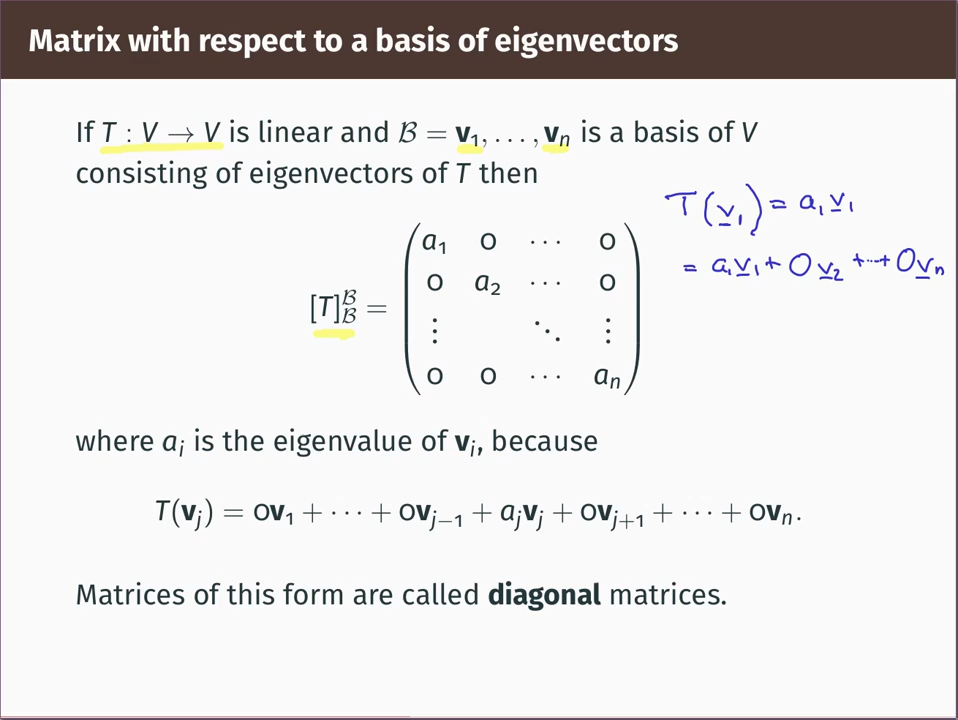 Matrix with respect to a basis of eigenvectors
If T : V → V is linear and ℬ = v₁, . . . , vₙ is a basis of V
consisting of eigenvectors of T then
T(v₁) = a₁v₁
= a₁v₁ + 0v₂ + ... + 0vₙ
[T]ℬℬ =
a₁ 0 ⋯ 0
0 a₂ ⋯ 0
⋮ ⋱ ⋮
0 0 ⋯ aₙ
where aᵢ is the eigenvalue of vᵢ, because
T(vⱼ) = 0v₁ + ⋯ + 0vⱼ₋₁ + aⱼvⱼ + 0vⱼ₊₁ + ⋯ + 0vₙ.
Matrices of this form are called diagonal matrices.